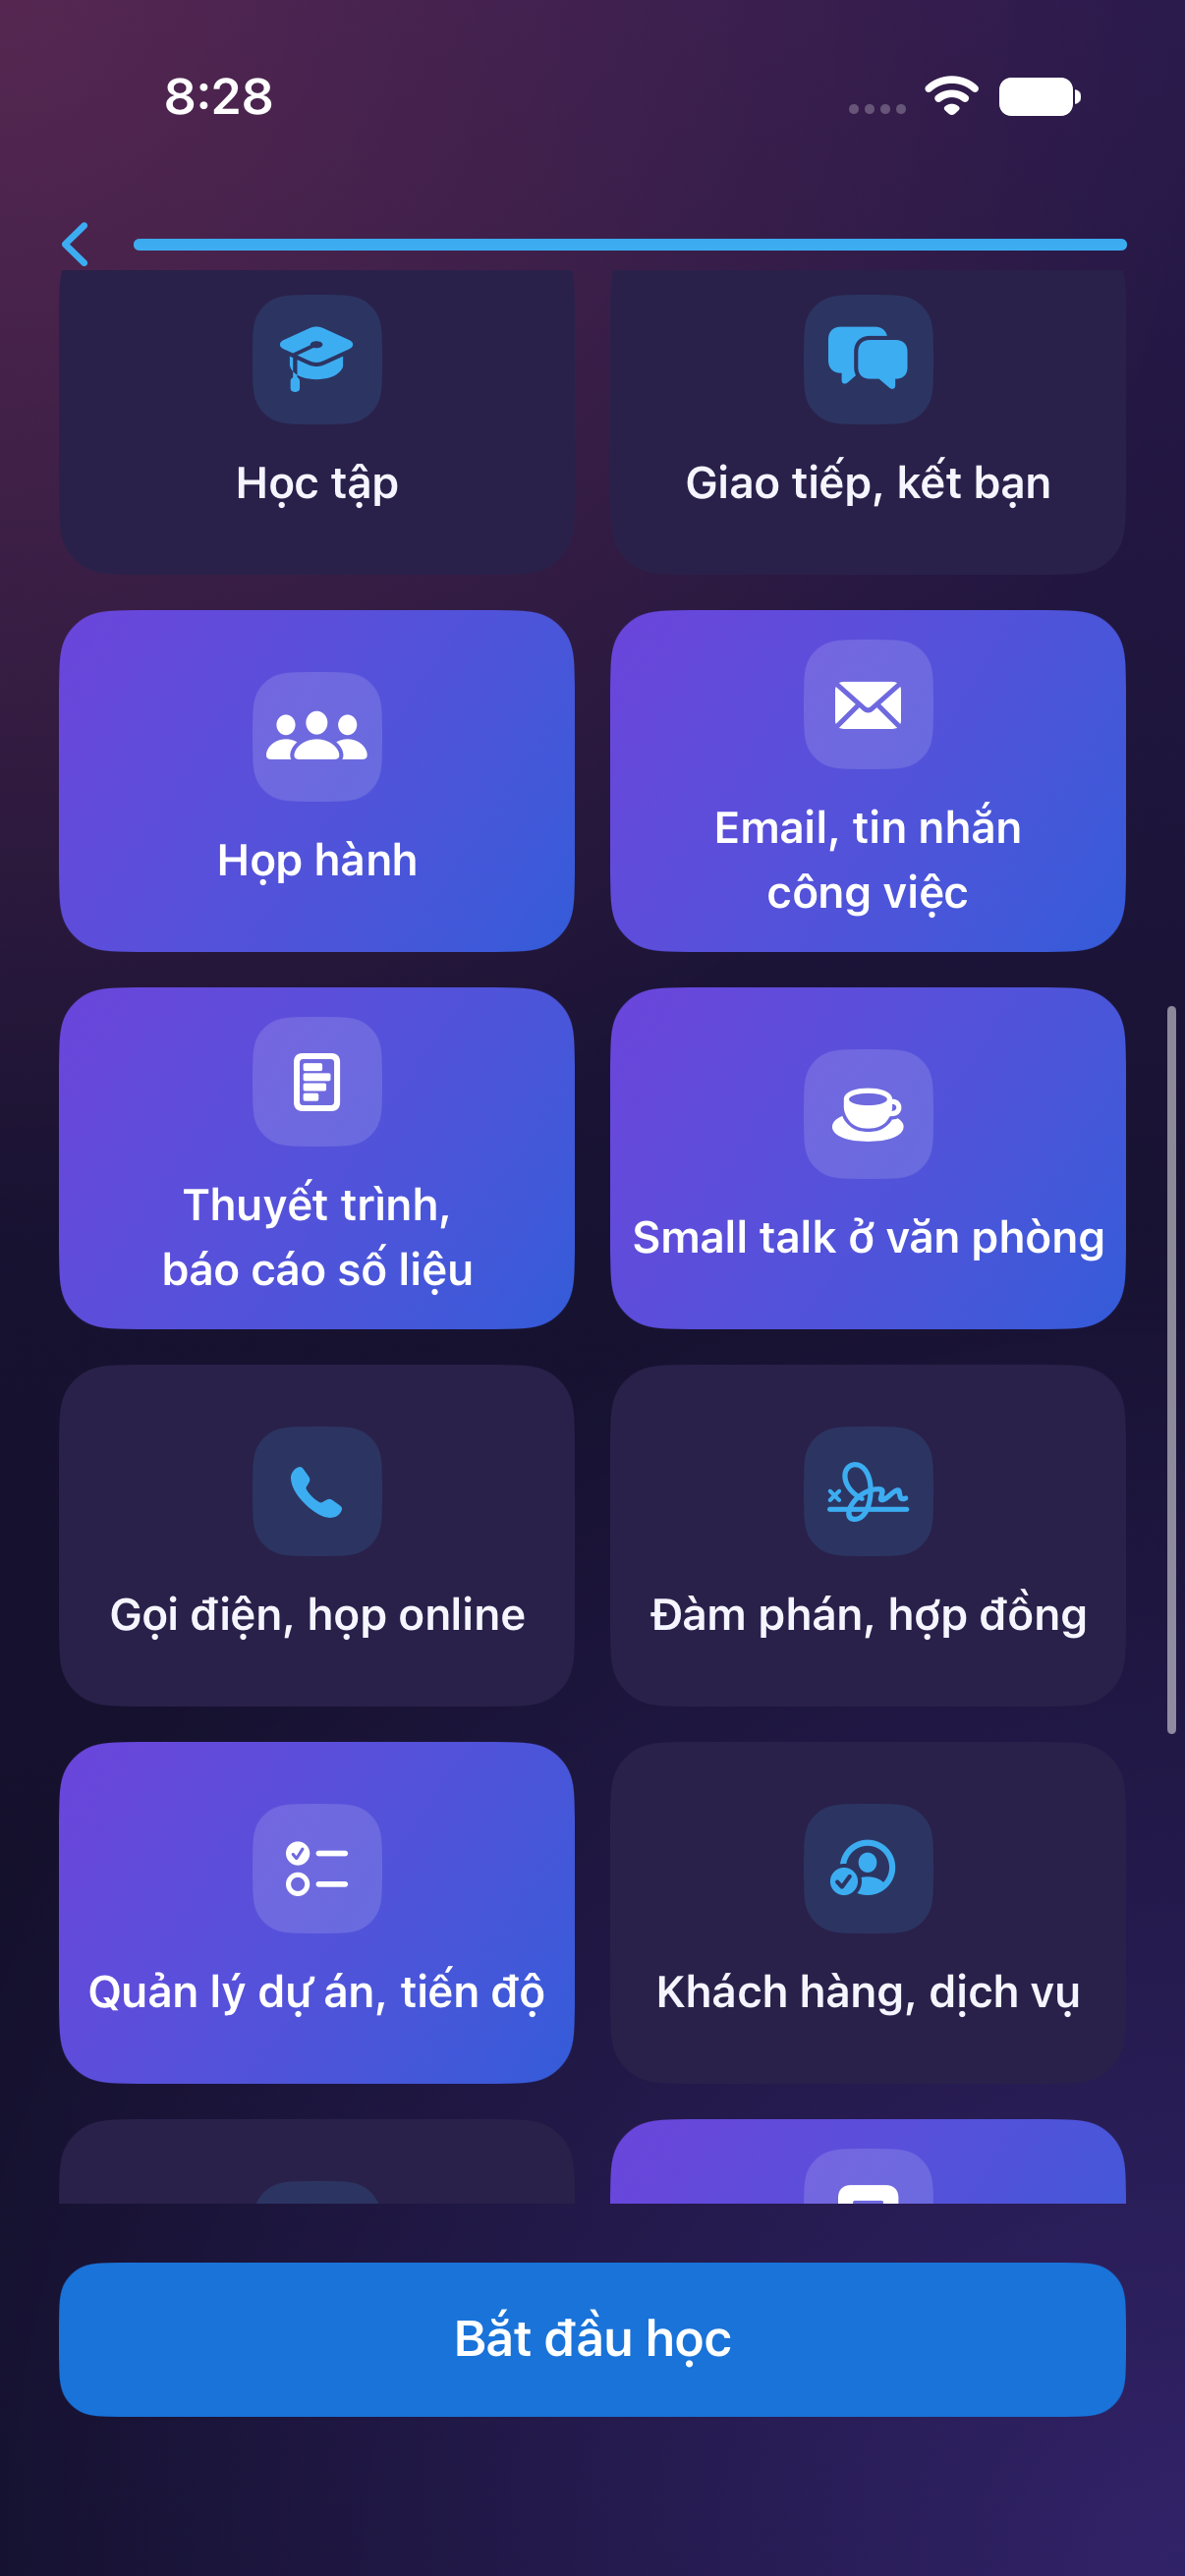 8:28
Học tập
Giao tiếp, kết bạn
Họp hành
Email, tin nhắn
công việc
Thuyết trình,
báo cáo số liệu
Small talk ở văn phòng
Gọi điện, họp online
Đàm phán, hợp đồng
Quản lý dự án, tiến độ
Khách hàng, dịch vụ
Bắt đầu học